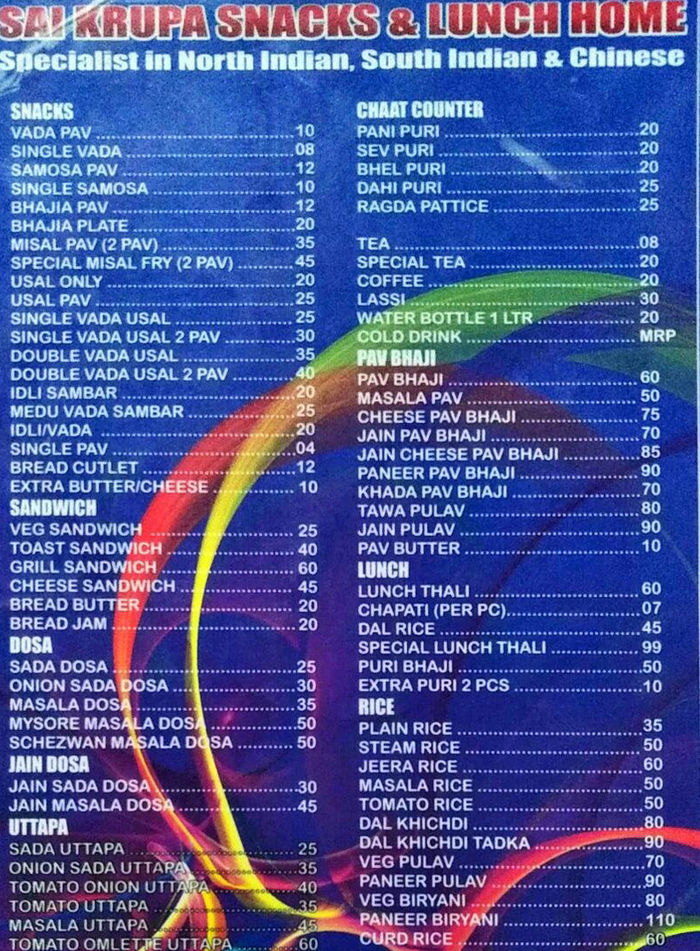 SAI KRUPA SNACKS & LUNCH HOME
Specialist in North Indian, South Indian & Chinese
SNACKS
VADA PAV 10
SINGLE VADA 08
SAMOSA PAV 12
SINGLE SAMOSA 10
BHAJIA PAV 12
BHAJIA PLATE 20
MISAL PAV (2 PAV) 35
SPECIAL MISAL FRY (2 PAV) 45
USAL ONLY 20
USAL PAV 25
SINGLE VADA USAL 25
SINGLE VADA USAL 2 PAV 30
DOUBLE VADA USAL 35
DOUBLE VADA USAL 2 PAV 40
IDLI SAMBAR 20
MEDU VADA SAMBAR 25
IDLI/VADA 20
SINGLE PAV 04
BREAD CUTLET 12
EXTRA BUTTER/CHEESE 10
SANDWICH
VEG SANDWICH 25
TOAST SANDWICH 40
GRILL SANDWICH 60
CHEESE SANDWICH 45
BREAD BUTTER 20
BREAD JAM 20
DOSA
SADA DOSA 25
ONION SADA DOSA 30
MASALA DOSA 35
MYSORE MASALA DOSA 50
SCHEZWAN MASALA DOSA 50
JAIN DOSA
JAIN SADA DOSA 30
JAIN MASALA DOSA 45
UTTAPA
SADA UTTAPA 25
ONION SADA UTTAPA 35
TOMATO ONION UTTAPA 40
TOMATO UTTAPA 35
MASALA UTTAPA 45
TOMATO OMLETTE UTTAPA 60
CHAAT COUNTER
PANI PURI 20
SEV PURI 20
BHEL PURI 20
DAHI PURI 25
RAGDA PATTICE 25
TEA 08
SPECIAL TEA 20
COFFEE 20
LASSI 30
WATER BOTTLE 1 LTR 20
COLD DRINK MRP
PAV BHAJI
PAV BHAJI 60
MASALA PAV 50
CHEESE PAV BHAJI 75
JAIN PAV BHAJI 70
JAIN CHEESE PAV BHAJI 85
PANEER PAV BHAJI 90
KHADA PAV BHAJI 70
TAWA PULAV 80
JAIN PULAV 90
PAV BUTTER 10
LUNCH
LUNCH THALI 60
CHAPATI (PER PC) 07
DAL RICE 45
SPECIAL LUNCH THALI 99
PURI BHAJI 50
EXTRA PURI 2 PCS 10
RICE
PLAIN RICE 35
STEAM RICE 50
JEERA RICE 60
MASALA RICE 50
TOMATO RICE 50
DAL KHICHDI 80
DAL KHICHDI TADKA 90
VEG PULAV 70
PANEER PULAV 90
VEG BIRYANI 80
PANEER BIRYANI 110
CURD RICE 60